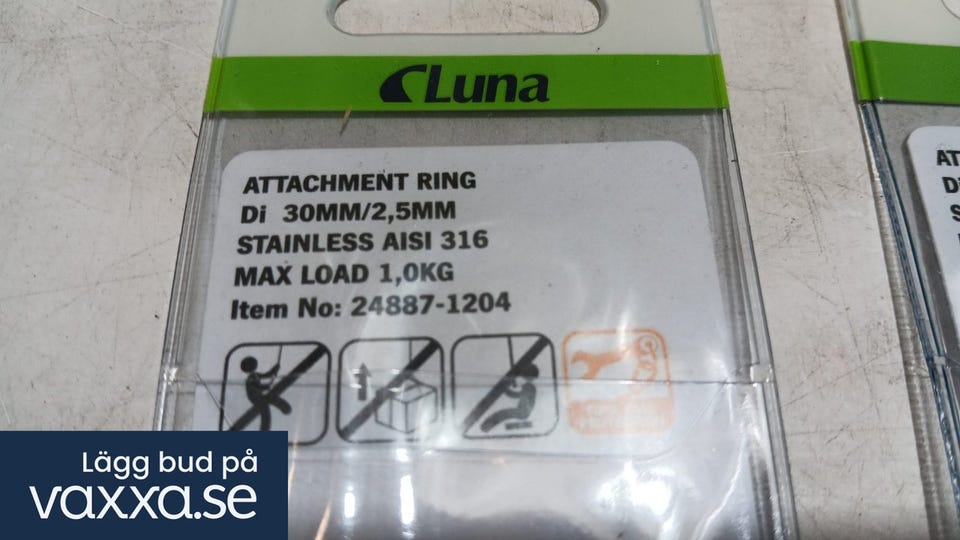 Luna
ATTACHMENT RING
Di 30MM/2,5MM
STAINLESS AISI 316
MAX LOAD 1,0KG
Item No: 24887-1204
AT
D
S
Lägg bud på
vaxxa.se